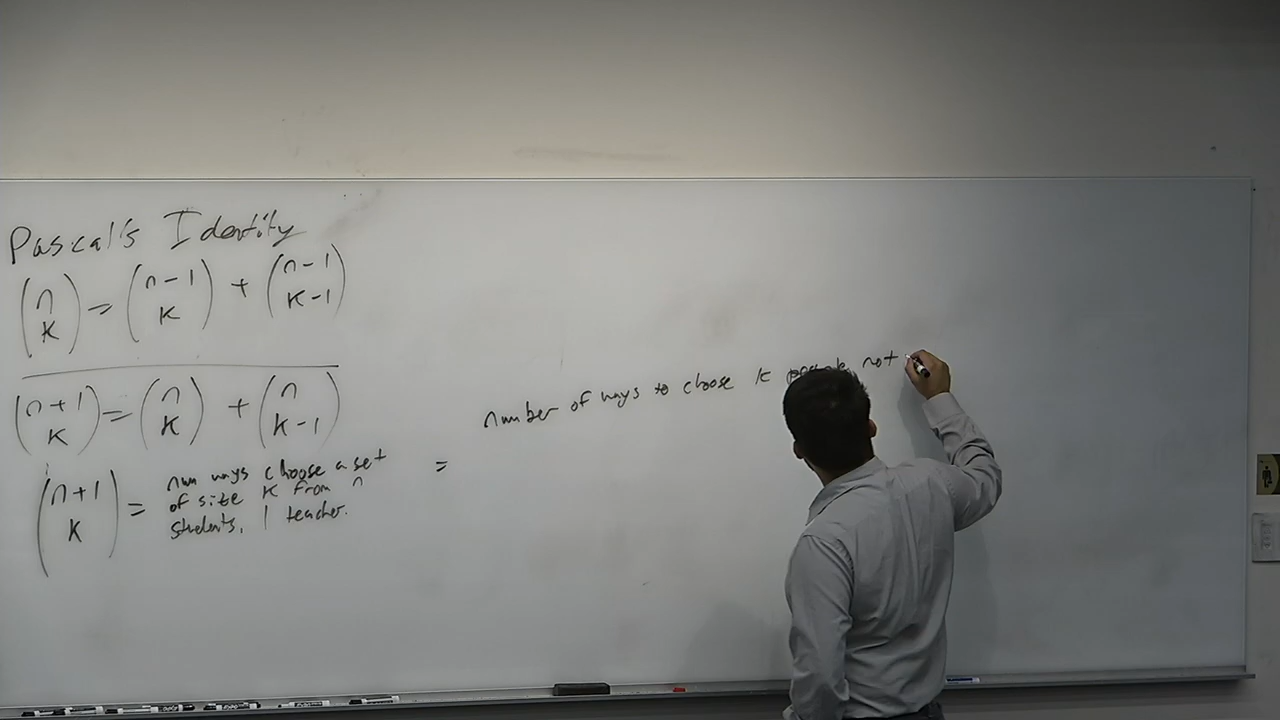 Pascal's Identity
(n K) = (n-1 K) + (n-1 K-1)
(n+1 K) = (n K) + (n K-1)
(n+1 K) = num ways choose a set
of size K from n
students, 1 teacher.
=
number of ways to choose K not